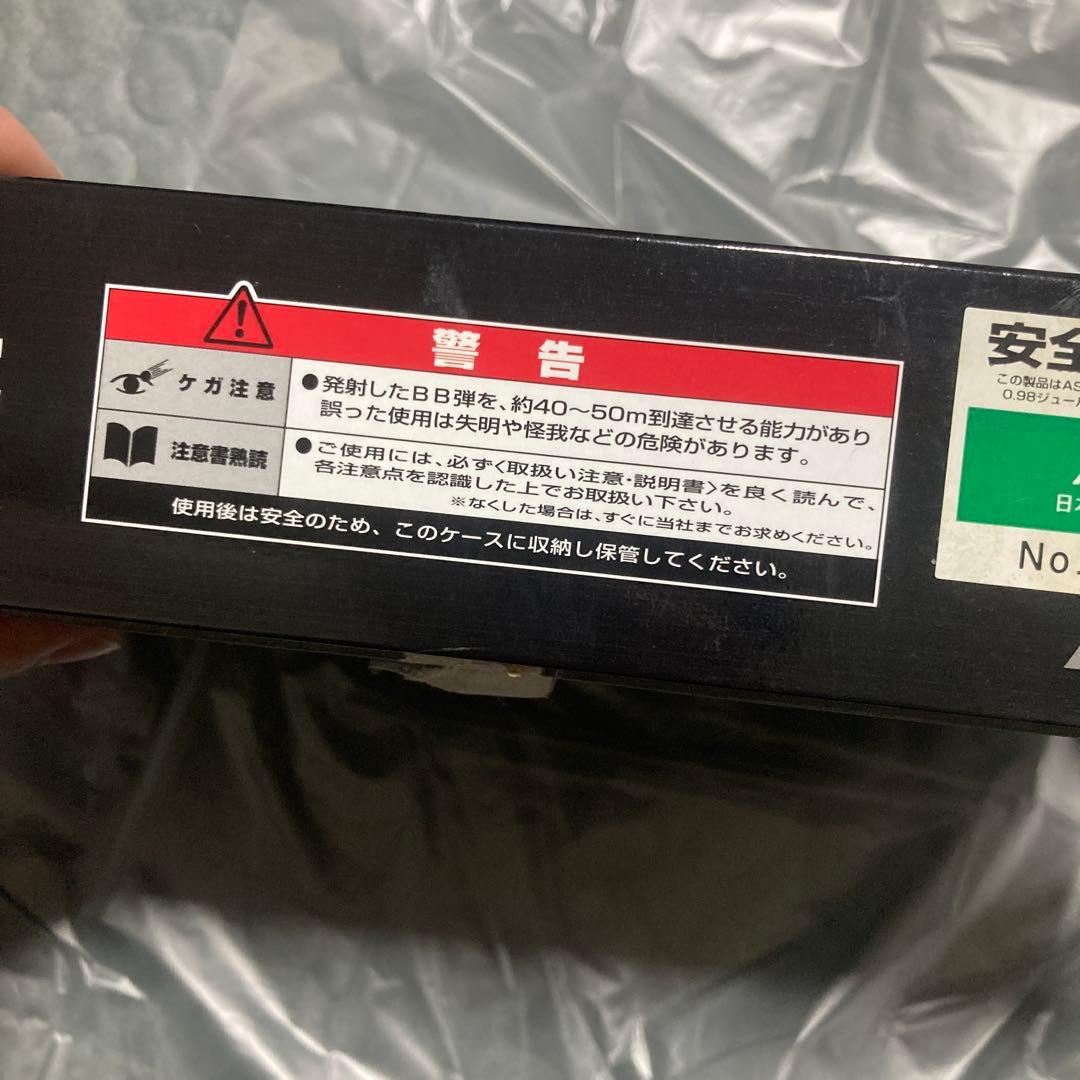 警告
ケガ注意
●発射したBB弾を、約40〜50m到達させる能力があり
誤った使用は失明や怪我などの危険があります。
注意書熟読
●ご使用には、必ず〈取扱い注意・説明書〉を良く読んで、
各注意点を認識した上でお取扱い下さい。
※なくした場合は、すぐに当社までお求めください。
使用後は安全のため、このケースに収納し保管してください。
安全
この製品はAS
0.98ジュール
日本
No.